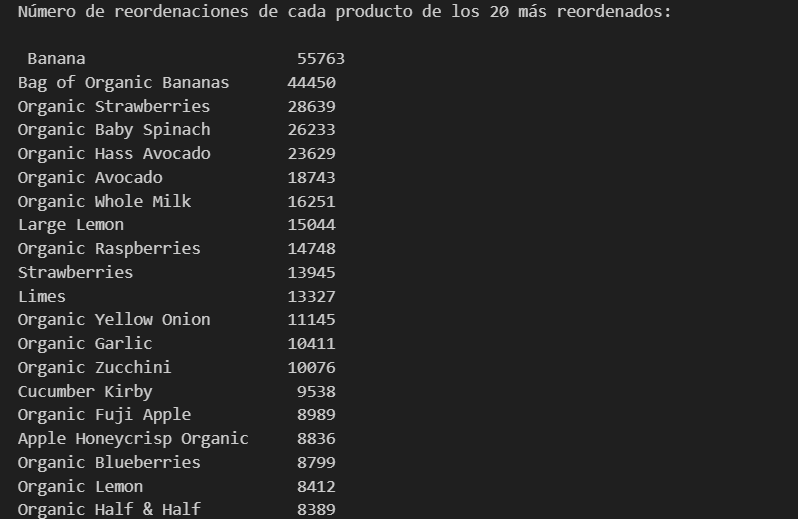 Número de reordenaciones de cada producto de los 20 más reordenados:
Banana 55763
Bag of Organic Bananas 44450
Organic Strawberries 28639
Organic Baby Spinach 26233
Organic Hass Avocado 23629
Organic Avocado 18743
Organic Whole Milk 16251
Large Lemon 15044
Organic Raspberries 14748
Strawberries 13945
Limes 13327
Organic Yellow Onion 11145
Organic Garlic 10411
Organic Zucchini 10076
Cucumber Kirby 9538
Organic Fuji Apple 8989
Apple Honeycrisp Organic 8836
Organic Blueberries 8799
Organic Lemon 8412
Organic Half & Half 8389